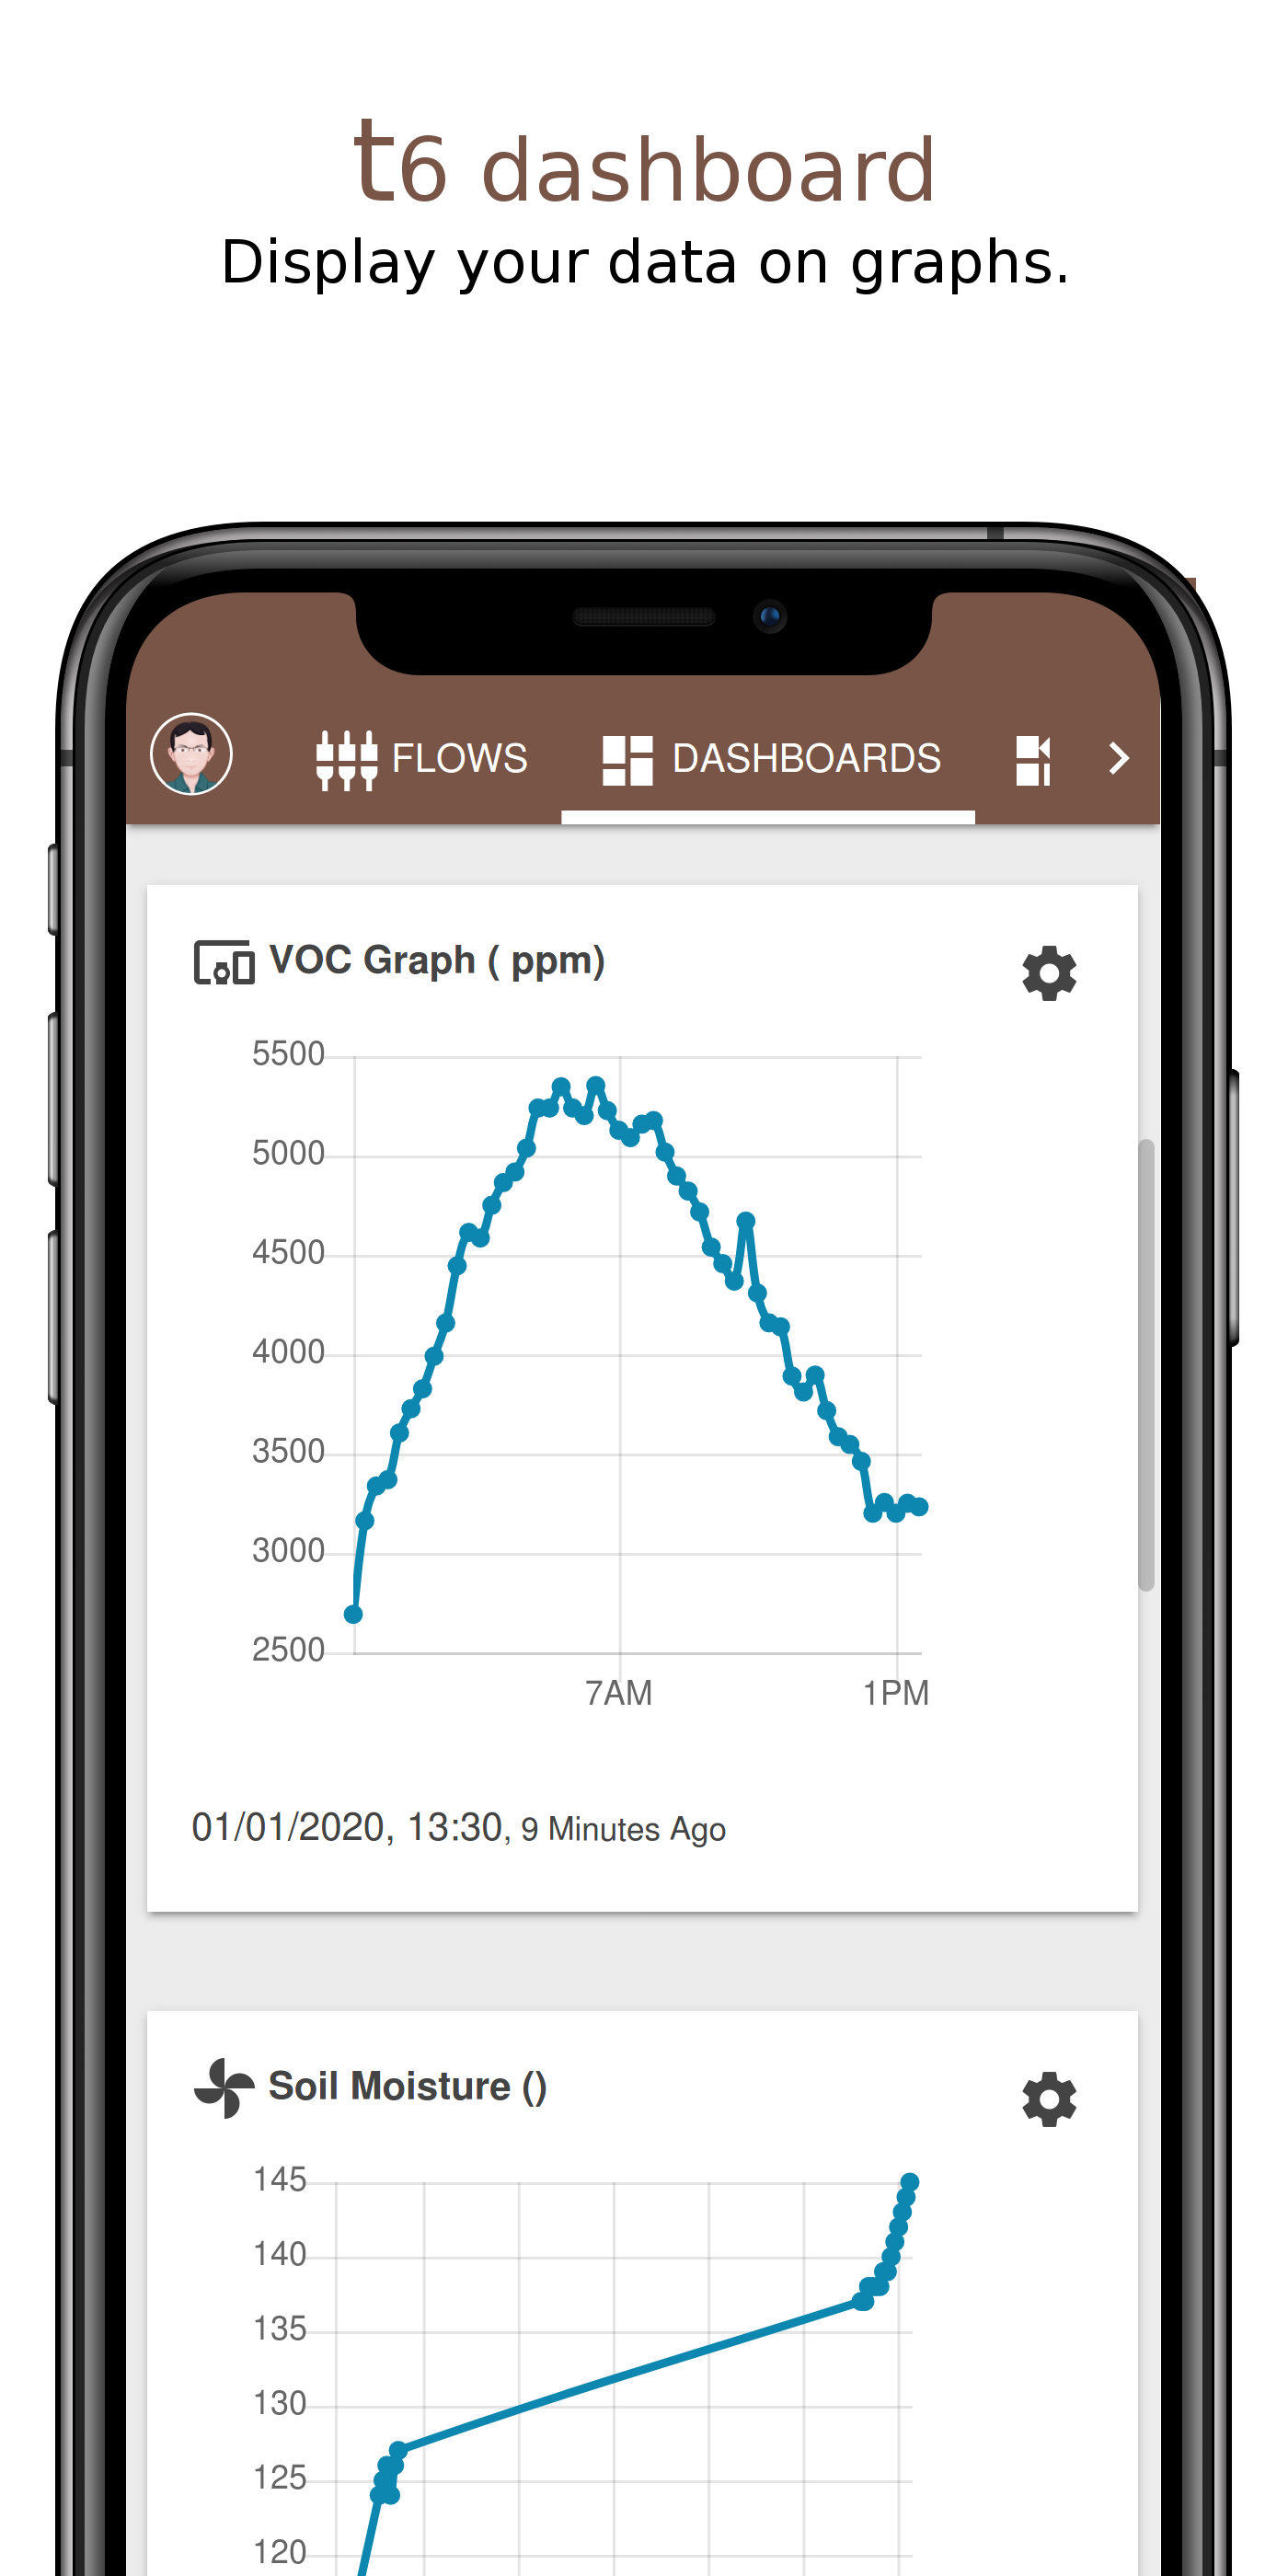 t6 dashboard
Display your data on graphs.
FLOWS
DASHBOARDS
VOC Graph ( ppm)
5500
5000
4500
4000
3500
3000
2500
7AM
1PM
01/01/2020, 13:30, 9 Minutes Ago
Soil Moisture ()
145
140
135
130
125
120